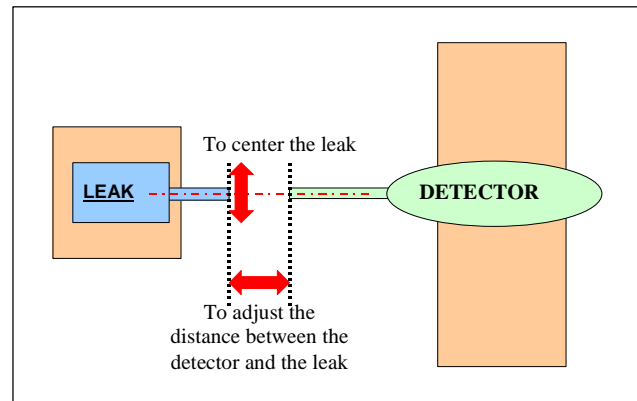 To center the leak
LEAK
DETECTOR
To adjust the
distance between the
detector and the leak